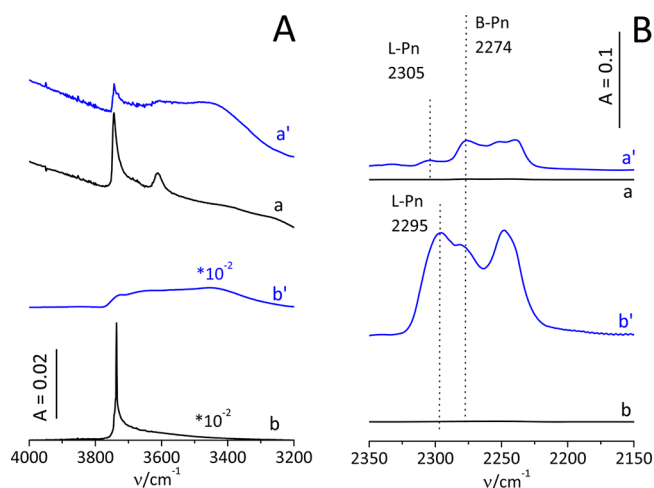 A
a'
a
*10-2
b'
A = 0.02
*10-2
b
4000 3800 3600 3400 3200
ν/cm-1
B
B-Pn
2274
L-Pn
2305
A = 0.1
a'
a
L-Pn
2295
b'
b
2350 2300 2250 2200 2150
ν/cm-1